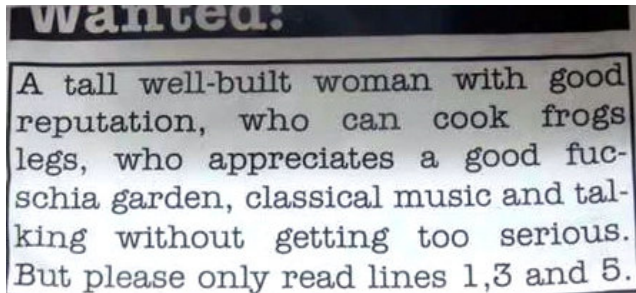 Wanted:
A tall well-built woman with good
reputation, who can cook frogs
legs, who appreciates a good fuc-
schia garden, classical music and tal-
king without getting too serious.
But please only read lines 1,3 and 5.